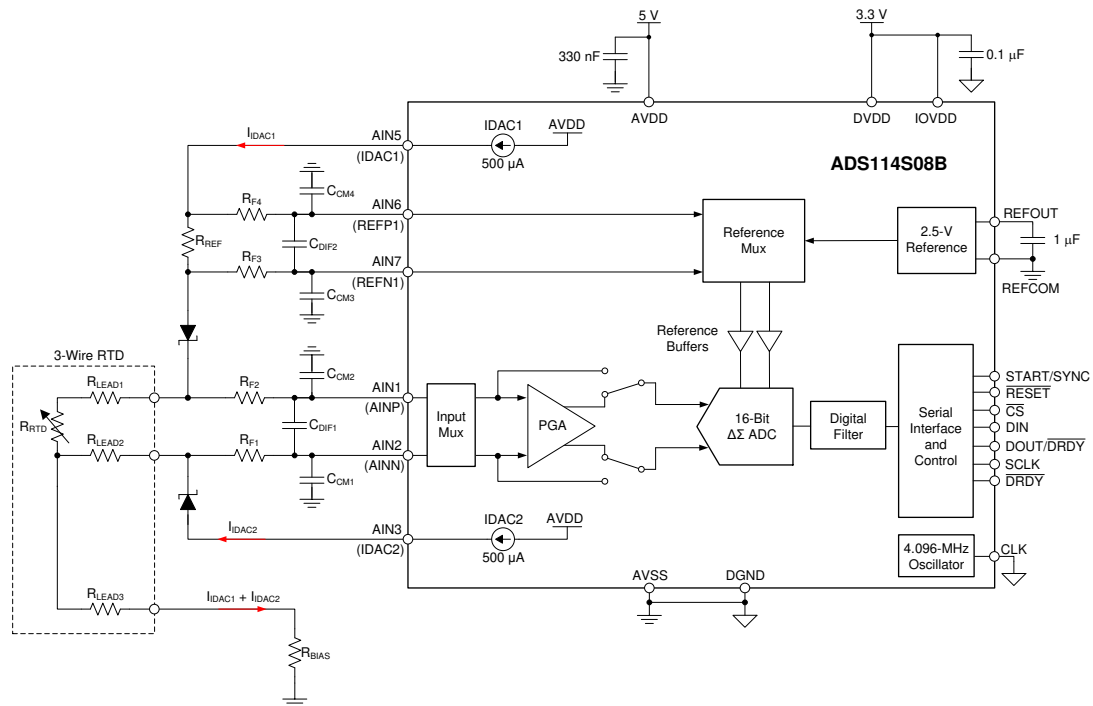 5 V
3.3 V
330 nF
0.1 µF
AVDD
DVDD
IOVDD
IIDAC1
AIN5
(IDAC1)
IDAC1
500 µA
AVDD
ADS114S08B
CCM4
RF4
AIN6
(REFP1)
RREF
CDIF2
Reference
Mux
2.5-V
Reference
REFOUT
1 µF
RF3
AIN7
(REFN1)
REFCOM
CCM3
Reference
Buffers
3-Wire RTD
CCM2
RLEAD1
RF2
AIN1
(AINP)
RRTD
CDIF1
Input
Mux
PGA
16-Bit
ΔΣ ADC
Digital
Filter
Serial
Interface
and
Control
START/SYNC
RESET
CS
DIN
DOUT/DRDY
SCLK
DRDY
RLEAD2
RF1
AIN2
(AINN)
CCM1
IIDAC2
AIN3
(IDAC2)
IDAC2
500 µA
AVDD
4.096-MHz
Oscillator
CLK
AVSS
DGND
RLEAD3
IIDAC1 + IIDAC2
RBIAS